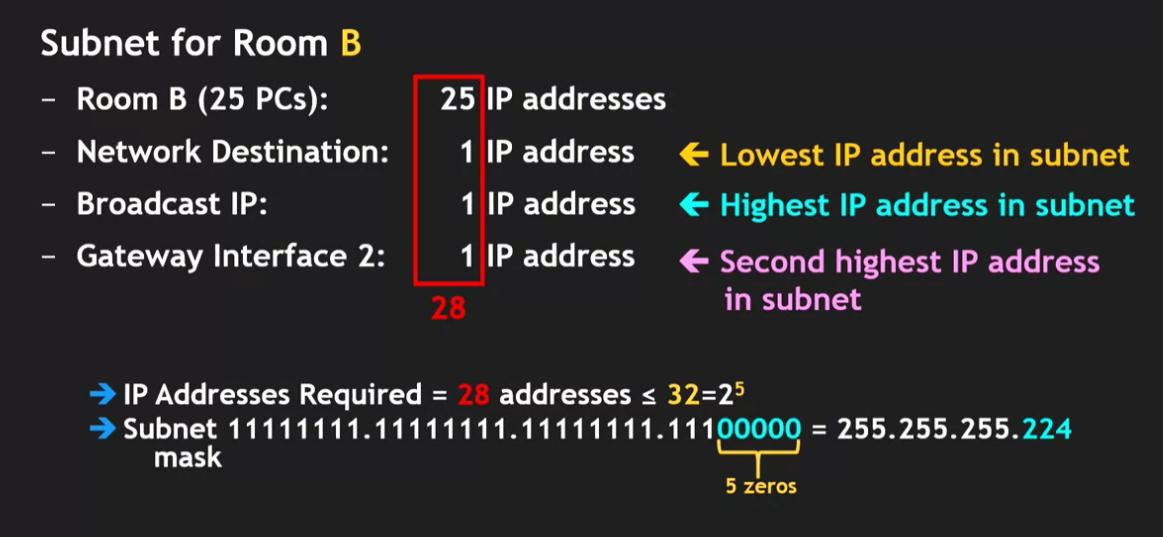 Subnet for Room B
– Room B (25 PCs): 25 IP addresses
– Network Destination: 1 IP address ← Lowest IP address in subnet
– Broadcast IP: 1 IP address ← Highest IP address in subnet
– Gateway Interface 2: 1 IP address ← Second highest IP address
in subnet
28
→ IP Addresses Required = 28 addresses ≤ 32=2⁵
→ Subnet 11111111.11111111.11111111.11100000 = 255.255.255.224
mask
5 zeros